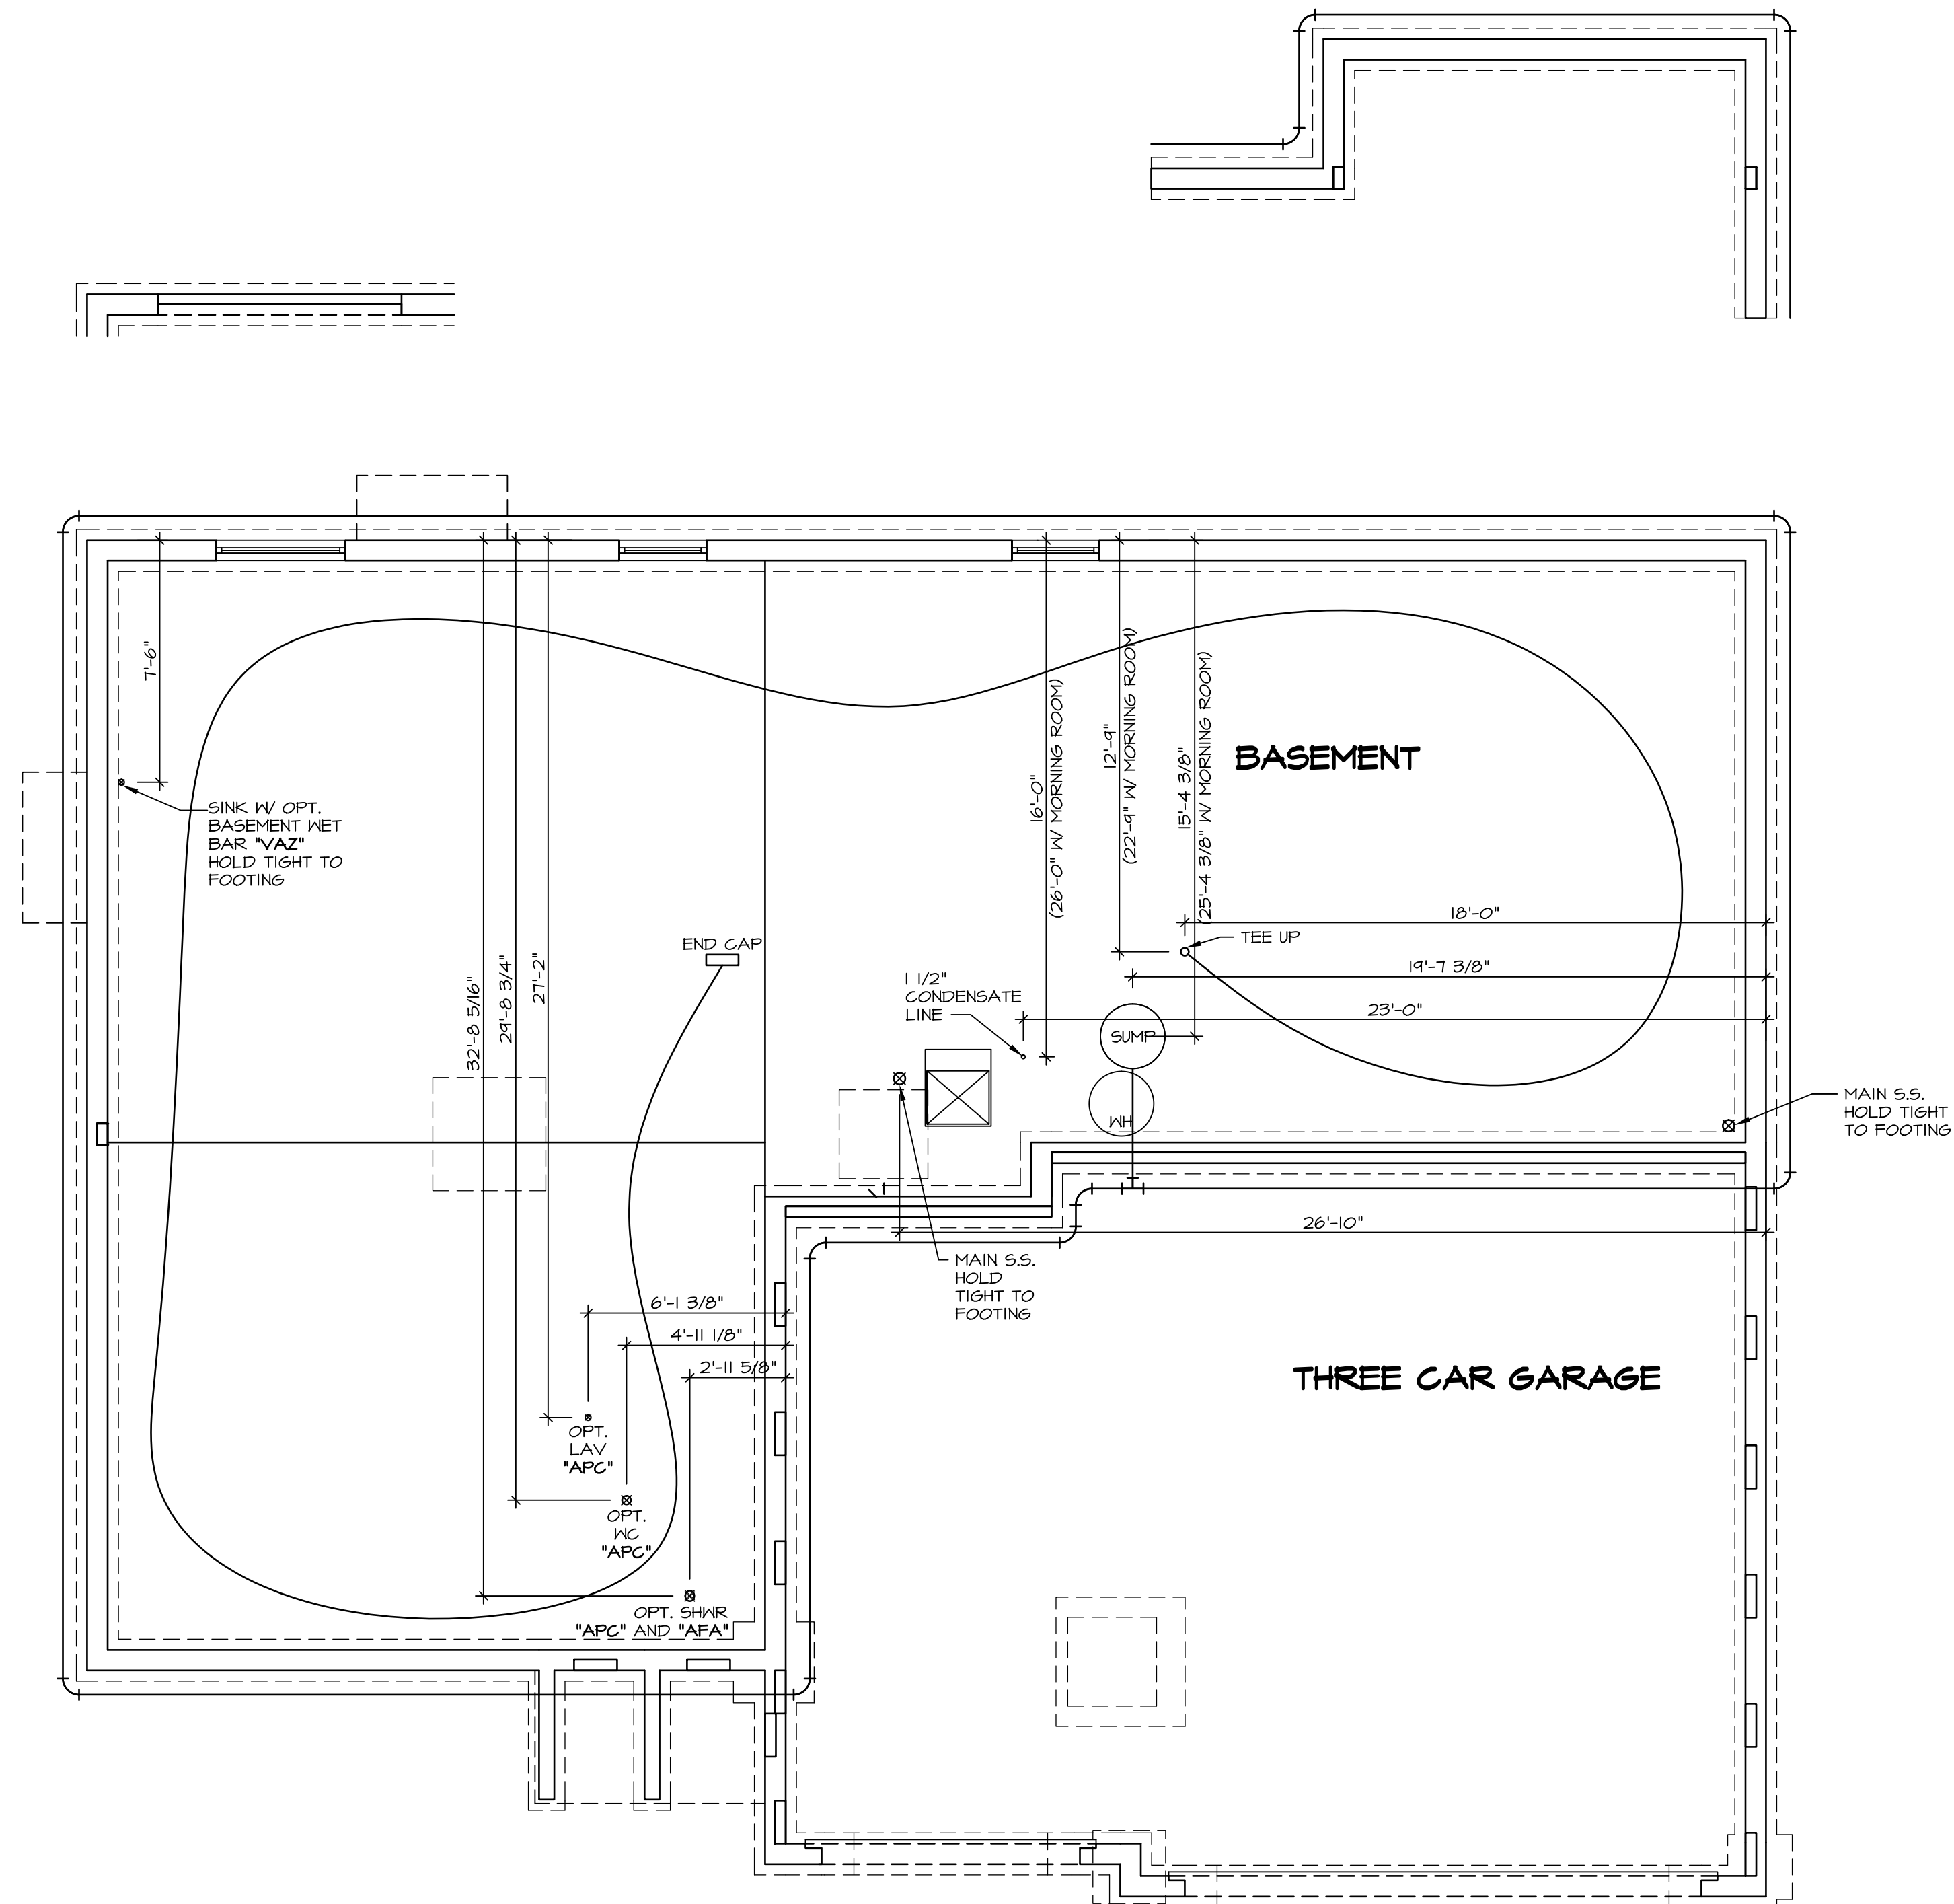 7'-6"
SINK W/ OPT.
BASEMENT WET
BAR "VAZ"
HOLD TIGHT TO
FOOTING
32'-8 5/16"
29'-8 3/4"
27'-2"
END CAP
1 1/2"
CONDENSATE
LINE
16'-0"
(26'-0" W/ MORNING ROOM)
12'-9"
(22'-9" W/ MORNING ROOM)
15'-4 3/8"
(25'-4 3/8" W/ MORNING ROOM)
BASEMENT
18'-0"
TEE UP
19'-7 3/8"
23'-0"
SUMP
WH
MAIN S.S.
HOLD TIGHT
TO FOOTING
26'-10"
MAIN S.S.
HOLD
TIGHT TO
FOOTING
6'-1 3/8"
4'-11 1/8"
2'-11 5/8"
THREE CAR GARAGE
OPT.
LAV
"APC"
OPT.
WC
"APC"
OPT. SHWR
"APC" AND "AFA"